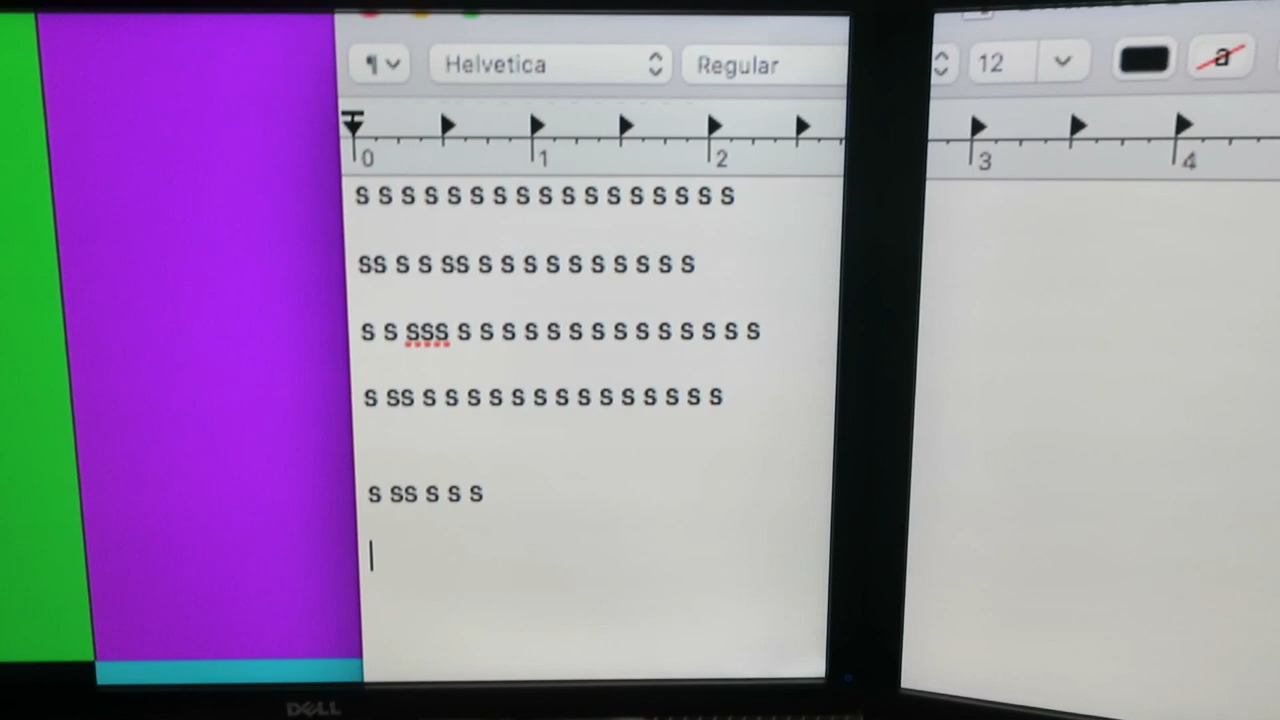 ¶ Helvetica Regular 12 a
0 1 2 3 4
s s s s s s s s s s s s s s s s s
ss s s ss s s s s s s s s s s
s s sss s s s s s s s s s s s s s s
s ss s s s s s s s s s s s s s s
s ss s s s
DELL